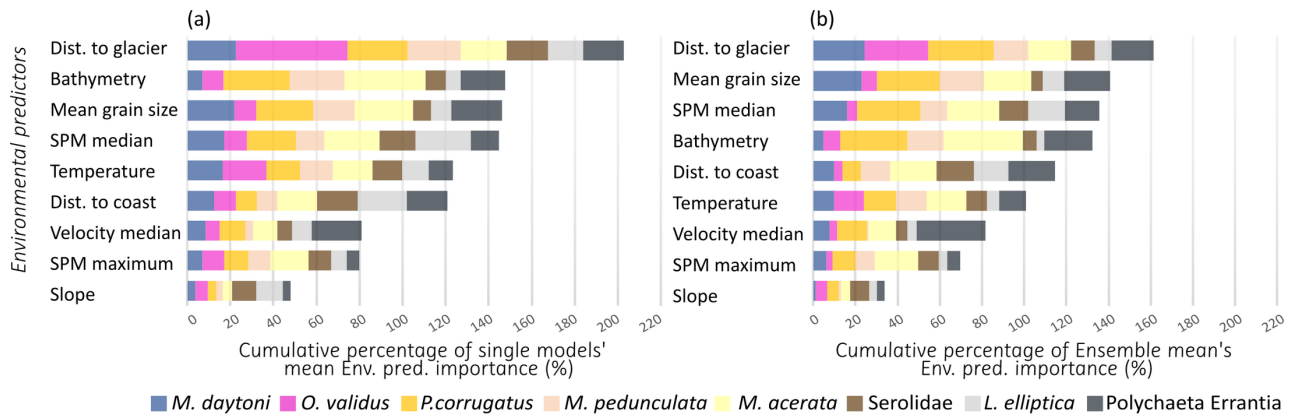 (a)
Environmental predictors
Dist. to glacier
Bathymetry
Mean grain size
SPM median
Temperature
Dist. to coast
Velocity median
SPM maximum
Slope
0 20 40 60 80 100 120 140 160 180 200 220
Cumulative percentage of single models'
mean Env. pred. importance (%)
(b)
Dist. to glacier
Mean grain size
SPM median
Bathymetry
Dist. to coast
Temperature
Velocity median
SPM maximum
Slope
0 20 40 60 80 100 120 140 160 180 200 220
Cumulative percentage of Ensemble mean's
Env. pred. importance (%)
M. daytoni O. validus P.corrugatus M. pedunculata M. acerata Serolidae L. elliptica Polychaeta Errantia